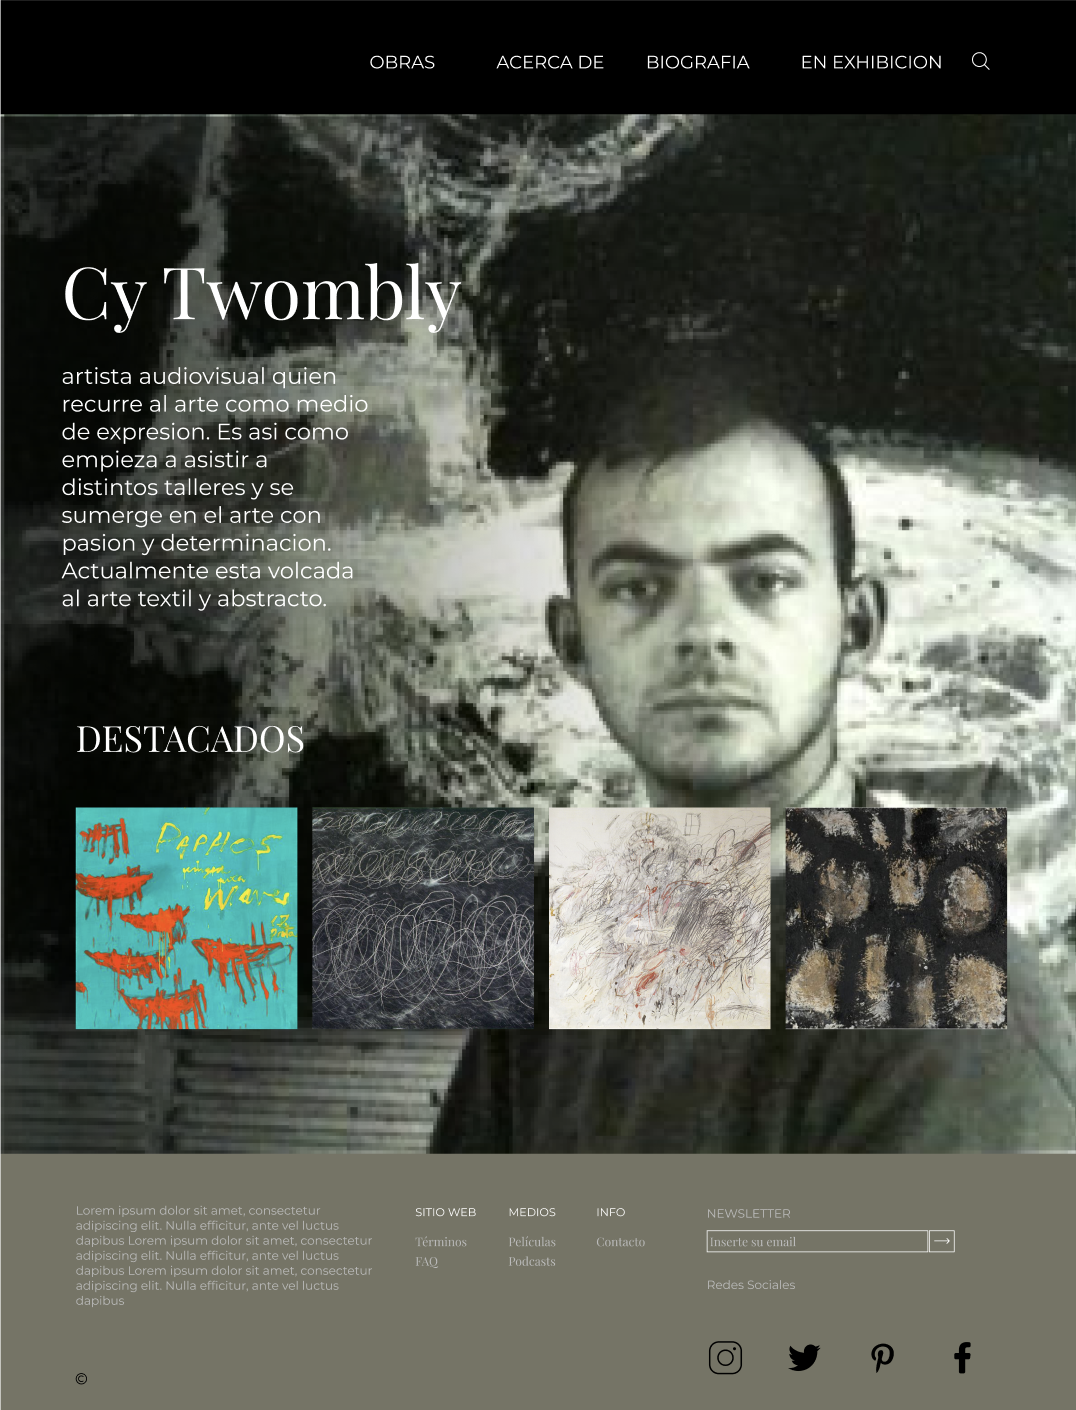 OBRAS ACERCA DE BIOGRAFIA EN EXHIBICION
Cy Twombly
artista audiovisual quien
recurre al arte como medio
de expresion. Es asi como
empieza a asistir a
distintos talleres y se
sumerge en el arte con
pasion y determinacion.
Actualmente esta volcada
al arte textil y abstracto.
DESTACADOS
Lorem ipsum dolor sit amet, consectetur
adipiscing elit. Nulla efficitur, ante vel luctus
dapibus Lorem ipsum dolor sit amet, consectetur
adipiscing elit. Nulla efficitur, ante vel luctus
dapibus Lorem ipsum dolor sit amet, consectetur
adipiscing elit. Nulla efficitur, ante vel luctus
dapibus
SITIO WEB
Términos
FAQ
MEDIOS
Películas
Podcasts
INFO
Contacto
NEWSLETTER
Inserte su email
Redes Sociales
©